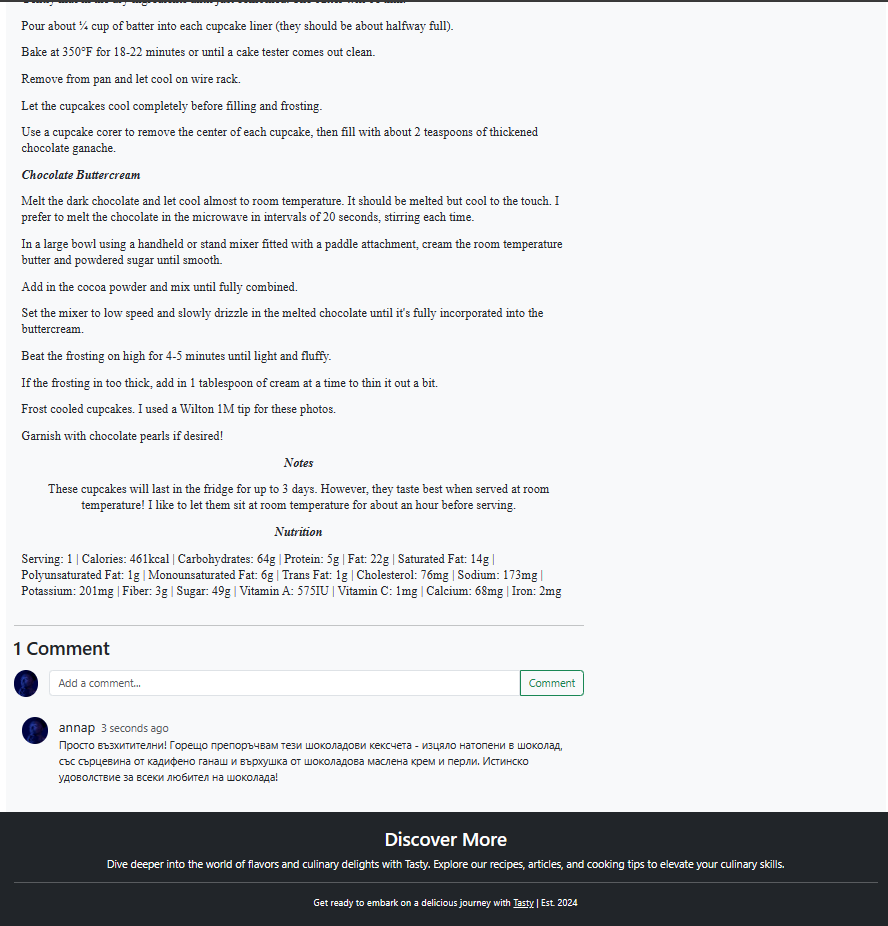 Pour about ¼ cup of batter into each cupcake liner (they should be about halfway full).
Bake at 350°F for 18-22 minutes or until a cake tester comes out clean.
Remove from pan and let cool on wire rack.
Let the cupcakes cool completely before filling and frosting.
Use a cupcake corer to remove the center of each cupcake, then fill with about 2 teaspoons of thickened
chocolate ganache.
Chocolate Buttercream
Melt the dark chocolate and let cool almost to room temperature. It should be melted but cool to the touch. I
prefer to melt the chocolate in the microwave in intervals of 20 seconds, stirring each time.
In a large bowl using a handheld or stand mixer fitted with a paddle attachment, cream the room temperature
butter and powdered sugar until smooth.
Add in the cocoa powder and mix until fully combined.
Set the mixer to low speed and slowly drizzle in the melted chocolate until it's fully incorporated into the
buttercream.
Beat the frosting on high for 4-5 minutes until light and fluffy.
If the frosting in too thick, add in 1 tablespoon of cream at a time to thin it out a bit.
Frost cooled cupcakes. I used a Wilton 1M tip for these photos.
Garnish with chocolate pearls if desired!
Notes
These cupcakes will last in the fridge for up to 3 days. However, they taste best when served at room
temperature! I like to let them sit at room temperature for about an hour before serving.
Nutrition
Serving: 1 | Calories: 461kcal | Carbohydrates: 64g | Protein: 5g | Fat: 22g | Saturated Fat: 14g |
Polyunsaturated Fat: 1g | Monounsaturated Fat: 6g | Trans Fat: 1g | Cholesterol: 76mg | Sodium: 173mg |
Potassium: 201mg | Fiber: 3g | Sugar: 49g | Vitamin A: 575IU | Vitamin C: 1mg | Calcium: 68mg | Iron: 2mg
1 Comment
Add a comment... Comment
annap 3 seconds ago
Просто възхитителни! Горещо препоръчвам тези шоколадови кексчета - изцяло натопени в шоколад,
със сърцевина от кадифено ганаш и върхушка от шоколадова маслена крем и перли. Истинско
удоволствие за всеки любител на шоколада!
Discover More
Dive deeper into the world of flavors and culinary delights with Tasty. Explore our recipes, articles, and cooking tips to elevate your culinary skills.
Get ready to embark on a delicious journey with Tasty | Est. 2024